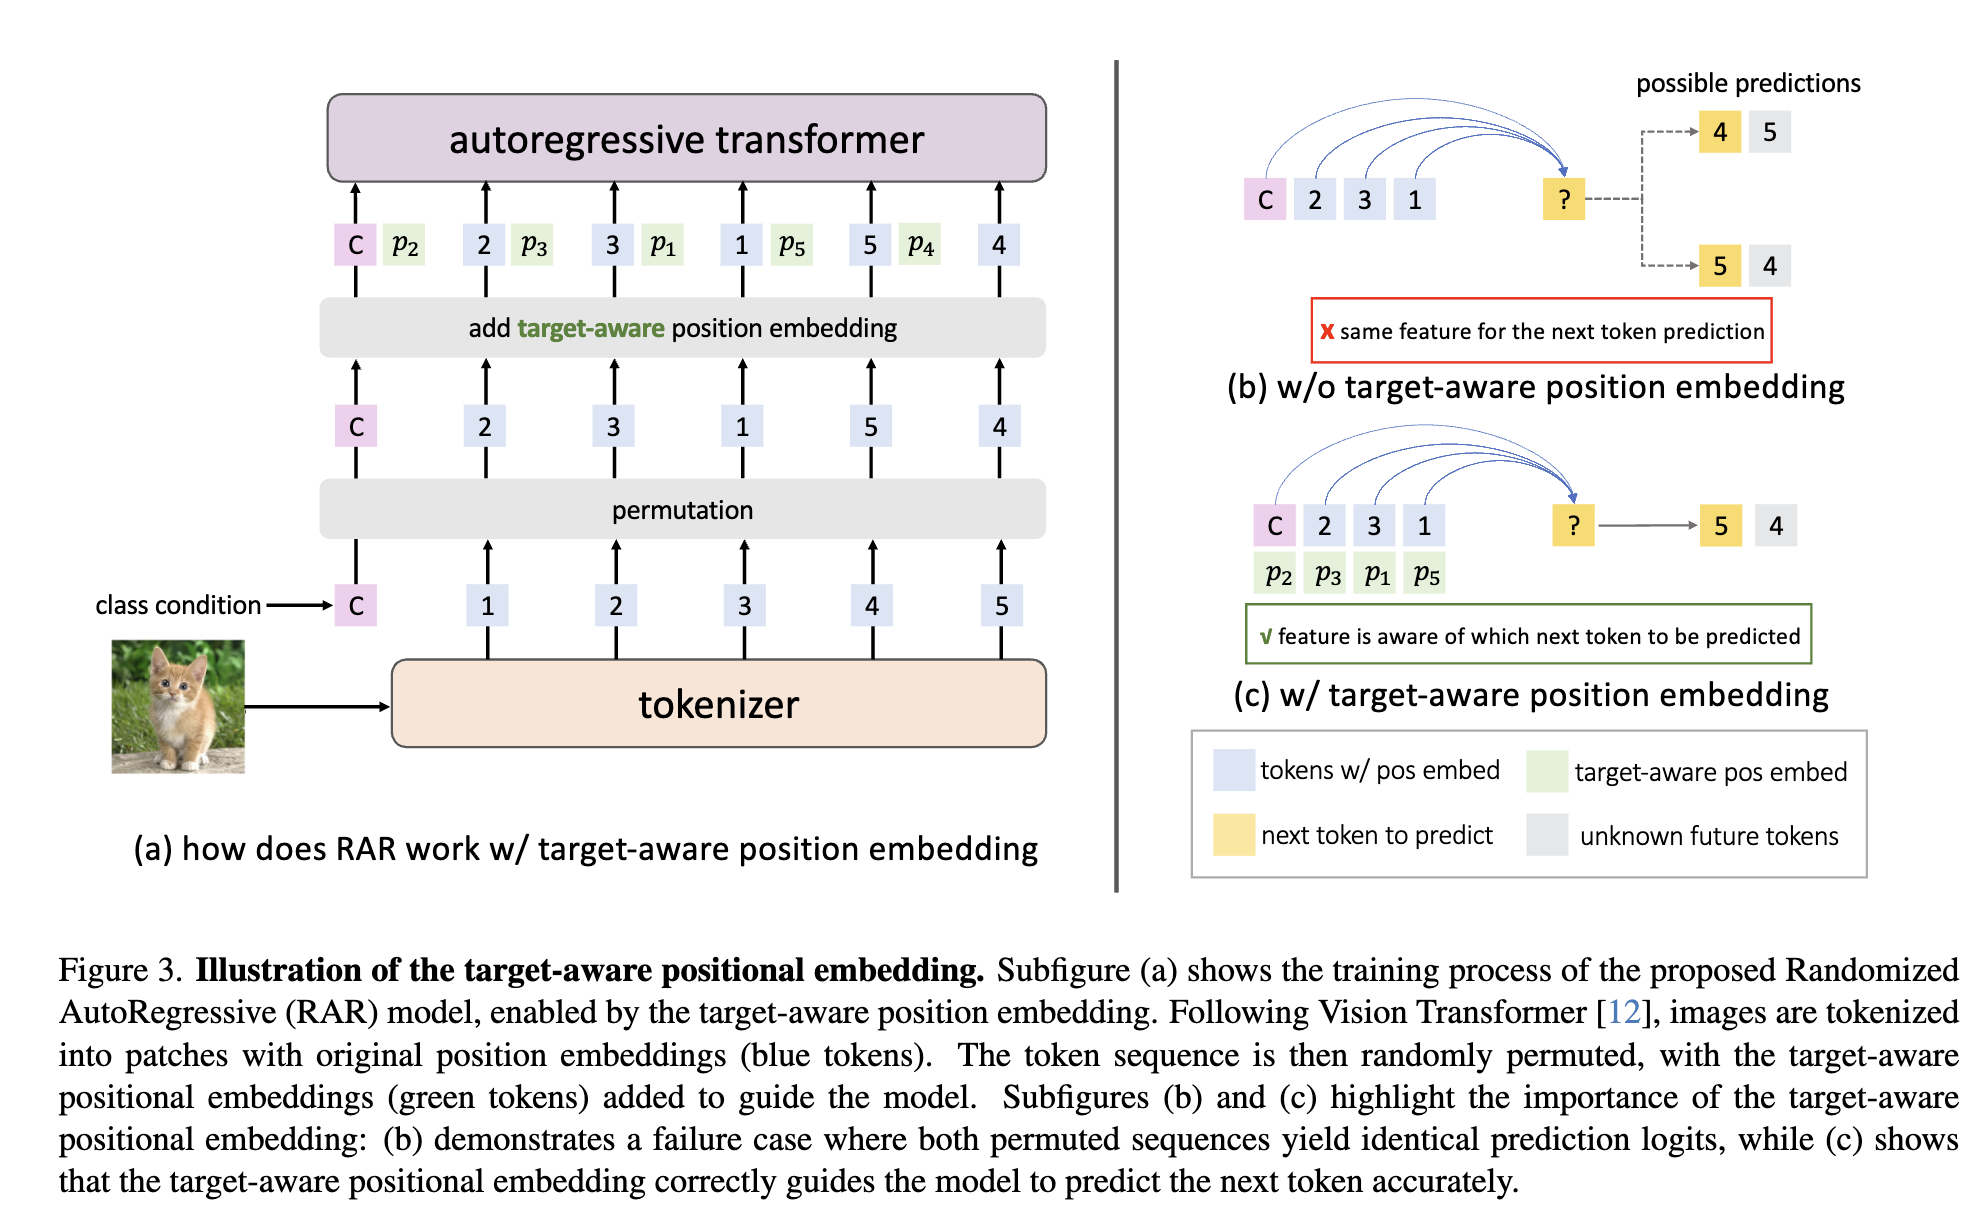 autoregressive transformer
C p2 2 p3 3 p1 1 p5 5 p4 4
add target-aware position embedding
C 2 3 1 5 4
permutation
class condition C 1 2 3 4 5
tokenizer
(a) how does RAR work w/ target-aware position embedding
possible predictions
4 5
C 2 3 1 ?
5 4
X same feature for the next token prediction
(b) w/o target-aware position embedding
C 2 3 1 ? 5 4
p2 p3 p1 p5
√ feature is aware of which next token to be predicted
(c) w/ target-aware position embedding
tokens w/ pos embed target-aware pos embed
next token to predict unknown future tokens
Figure 3. Illustration of the target-aware positional embedding. Subfigure (a) shows the training process of the proposed Randomized
AutoRegressive (RAR) model, enabled by the target-aware position embedding. Following Vision Transformer [12], images are tokenized
into patches with original position embeddings (blue tokens). The token sequence is then randomly permuted, with the target-aware
positional embeddings (green tokens) added to guide the model. Subfigures (b) and (c) highlight the importance of the target-aware
positional embedding: (b) demonstrates a failure case where both permuted sequences yield identical prediction logits, while (c) shows
that the target-aware positional embedding correctly guides the model to predict the next token accurately.